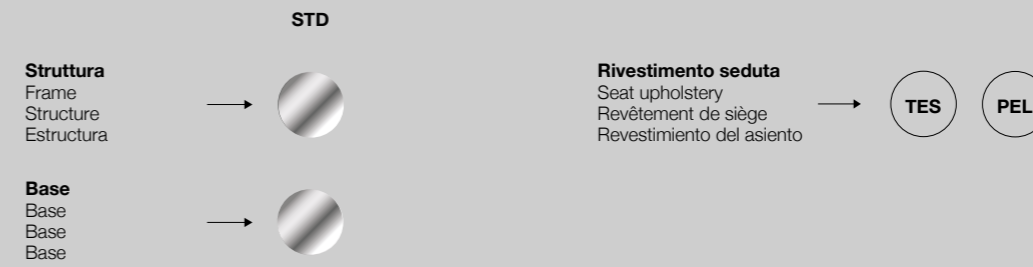 STD
Struttura
Frame
Structure
Estructura
Base
Base
Base
Base
Rivestimento seduta
Seat upholstery
Revêtement de siège
Revestimiento del asiento
TES
PEL